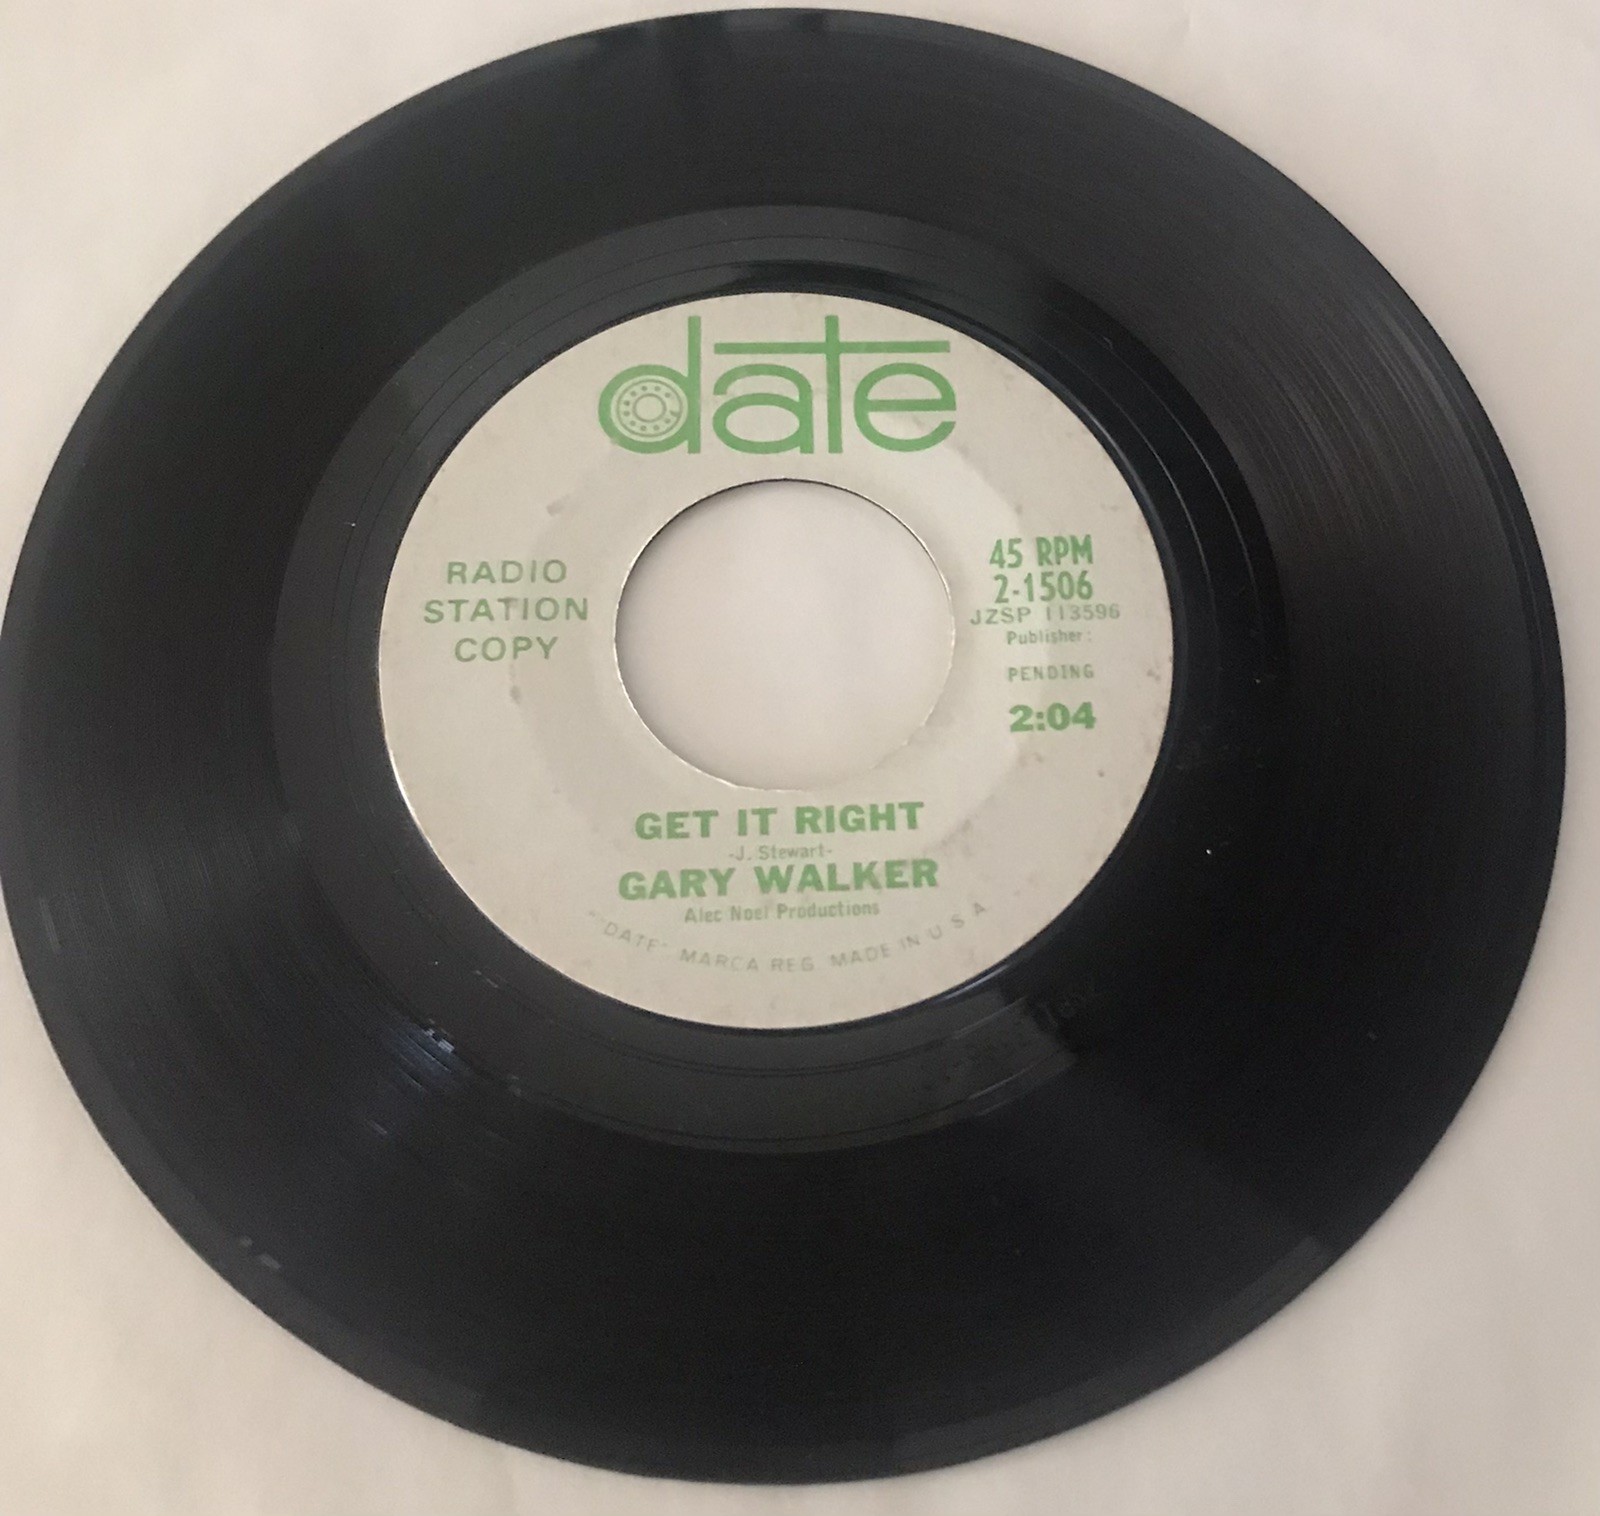 date
RADIO
STATION
COPY
45 RPM
2-1506
JZSP 113596
Publisher:
PENDING
2:04
GET IT RIGHT
-J. Stewart-
GARY WALKER
Alec Noel Productions
"DATE" MARCA REG. MADE IN U S A